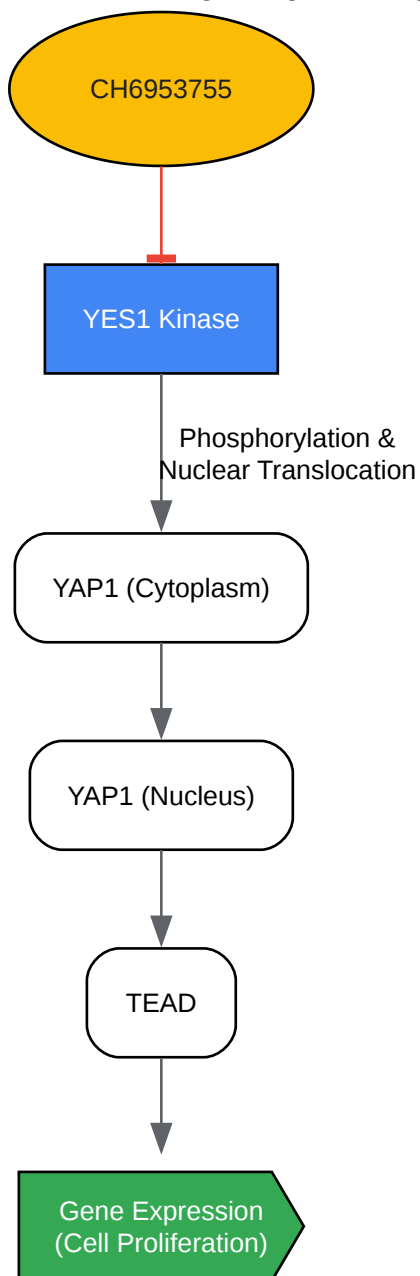 CH6953755
YES1 Kinase
Phosphorylation &
Nuclear Translocation
YAP1 (Cytoplasm)
YAP1 (Nucleus)
TEAD
Gene Expression
(Cell Proliferation)